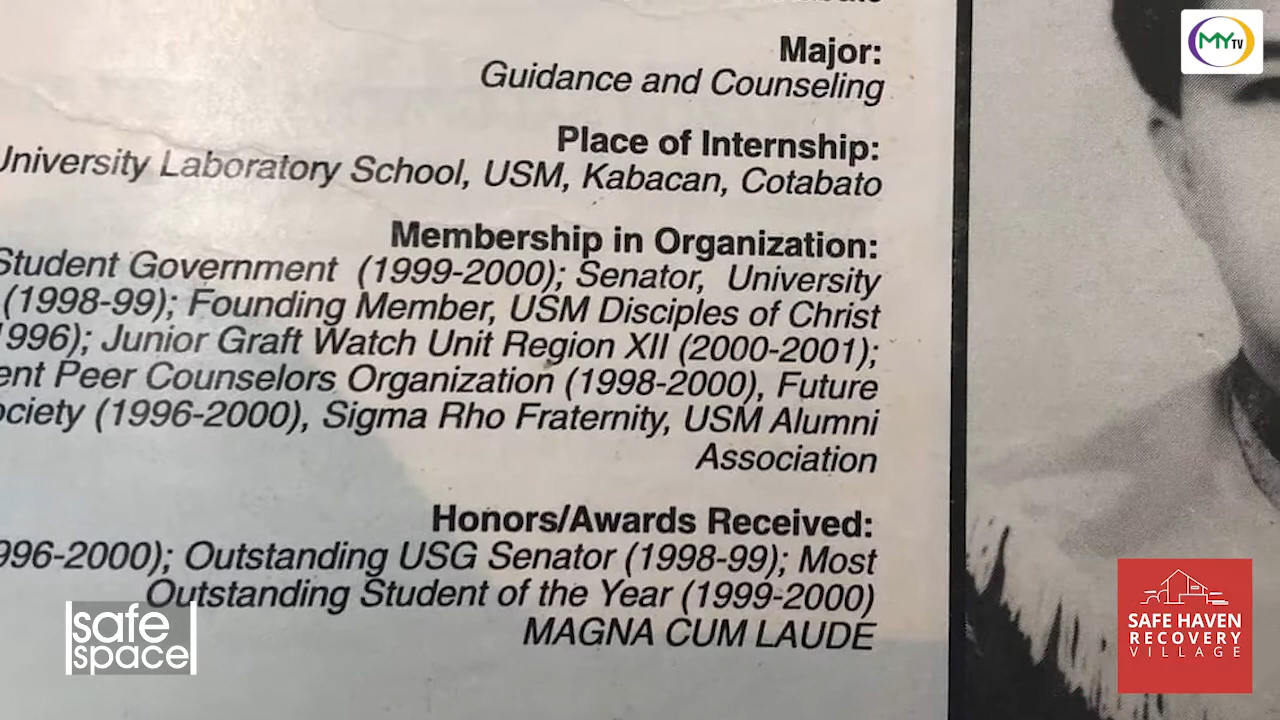 Major:
Guidance and Counseling
Place of Internship:
University Laboratory School, USM, Kabacan, Cotabato
Membership in Organization:
Student Government (1999-2000); Senator, University
(1998-99); Founding Member, USM Disciples of Christ
1996); Junior Graft Watch Unit Region XII (2000-2001);
ent Peer Counselors Organization (1998-2000), Future
ociety (1996-2000), Sigma Rho Fraternity, USM Alumni
Association
Honors/Awards Received:
996-2000); Outstanding USG Senator (1998-99); Most
Outstanding Student of the Year (1999-2000)
MAGNA CUM LAUDE
MY TV
safe
space
SAFE HAVEN
RECOVERY
VILLAGE